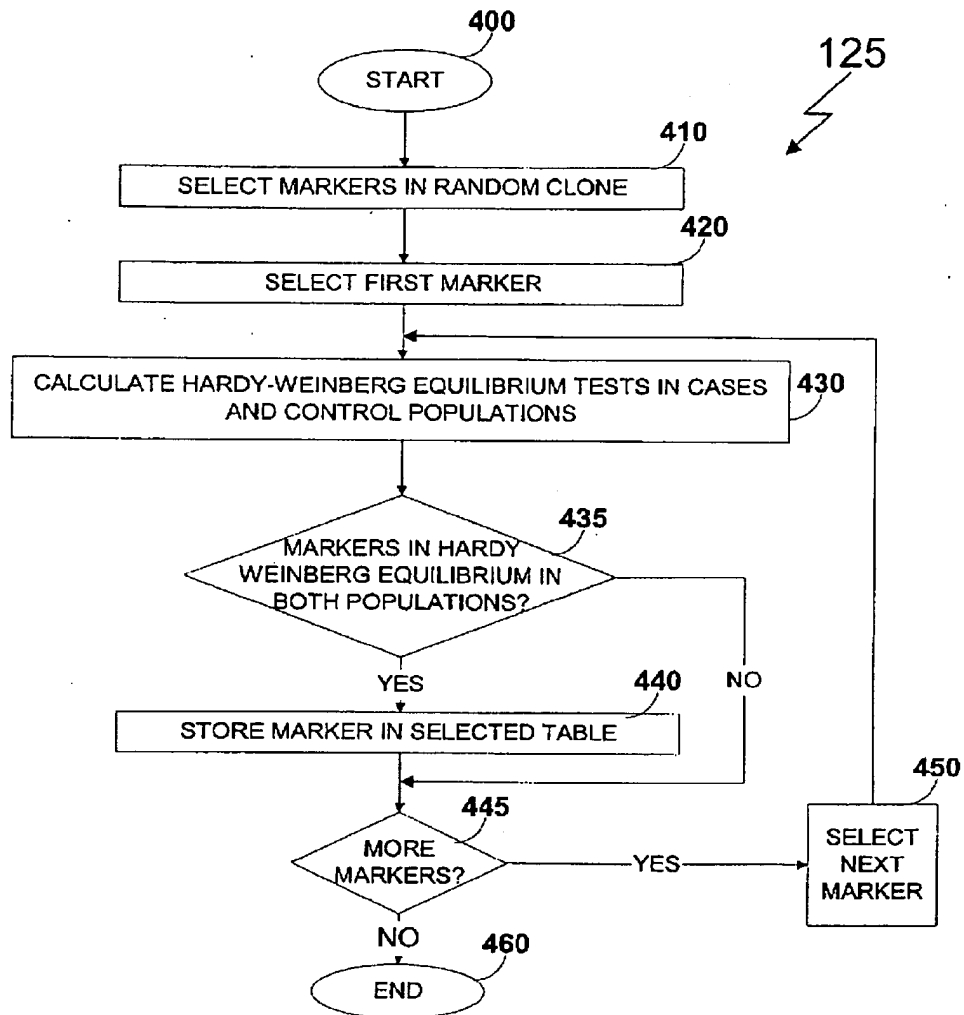 400
START
125
410
SELECT MARKERS IN RANDOM CLONE
420
SELECT FIRST MARKER
CALCULATE HARDY-WEINBERG EQUILIBRIUM TESTS IN CASES
AND CONTROL POPULATIONS
430
435
MARKERS IN HARDY
WEINBERG EQUILIBRIUM IN
BOTH POPULATIONS?
YES
NO
440
STORE MARKER IN SELECTED TABLE
450
SELECT
NEXT
MARKER
445
MORE
MARKERS?
YES
NO
460
END